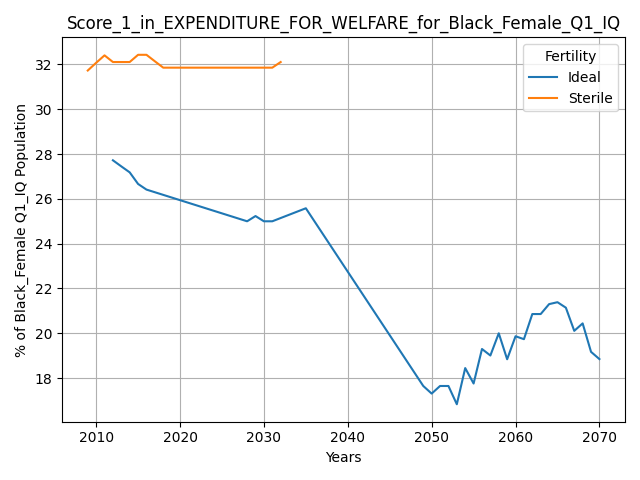 Score_1_in_EXPENDITURE_FOR_WELFARE_for_Black_Female_Q1_IQ
Fertility
Ideal
Sterile
% of Black_Female Q1_IQ Population
32
30
28
26
24
22
20
18
2010
2020
2030
2040
2050
2060
2070
Years